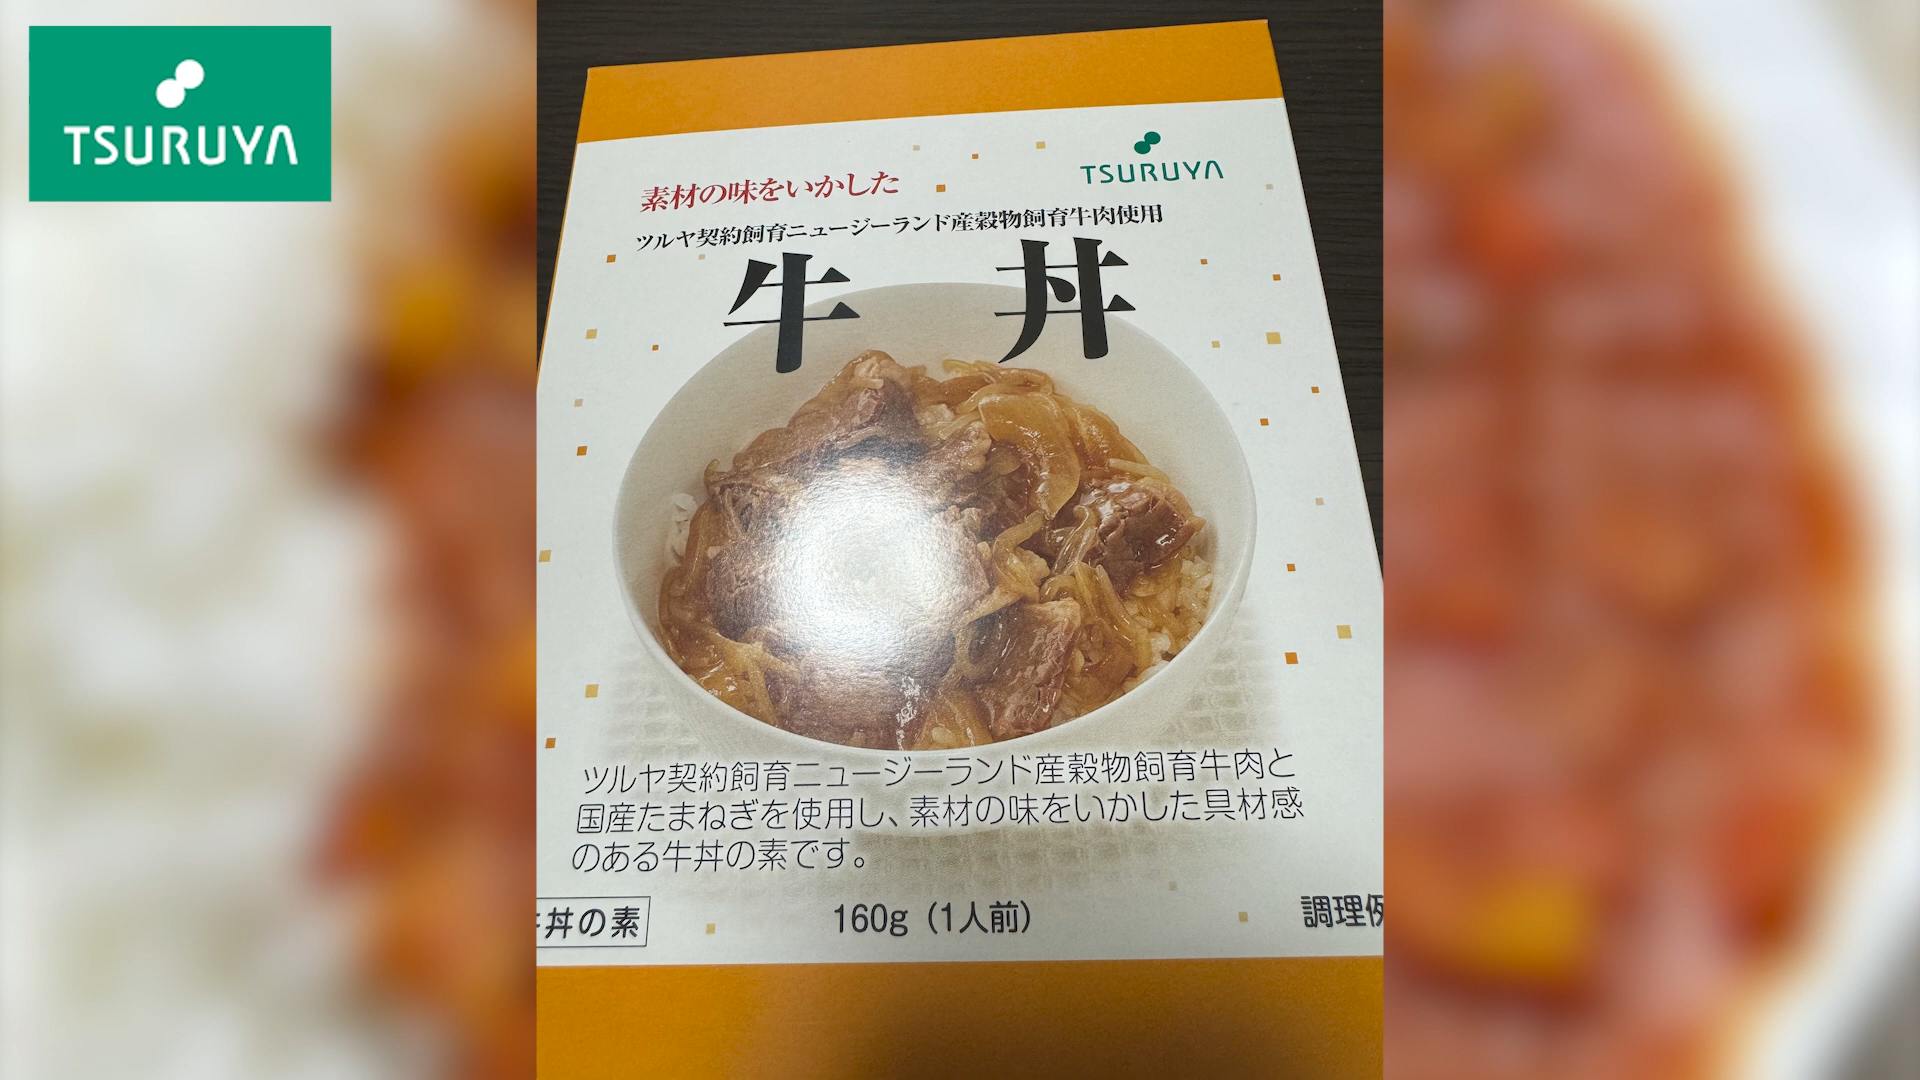 TSURUYA
TSURUYA
素材の味をいかした
ツルヤ契約飼育ニュージーランド産穀物飼育牛肉使用
牛丼
ツルヤ契約飼育ニュージーランド産穀物飼育牛肉と
国産たまねぎを使用し、素材の味をいかした具材感
のある牛丼の素です。
丼の素
160g（1人前）
調理例